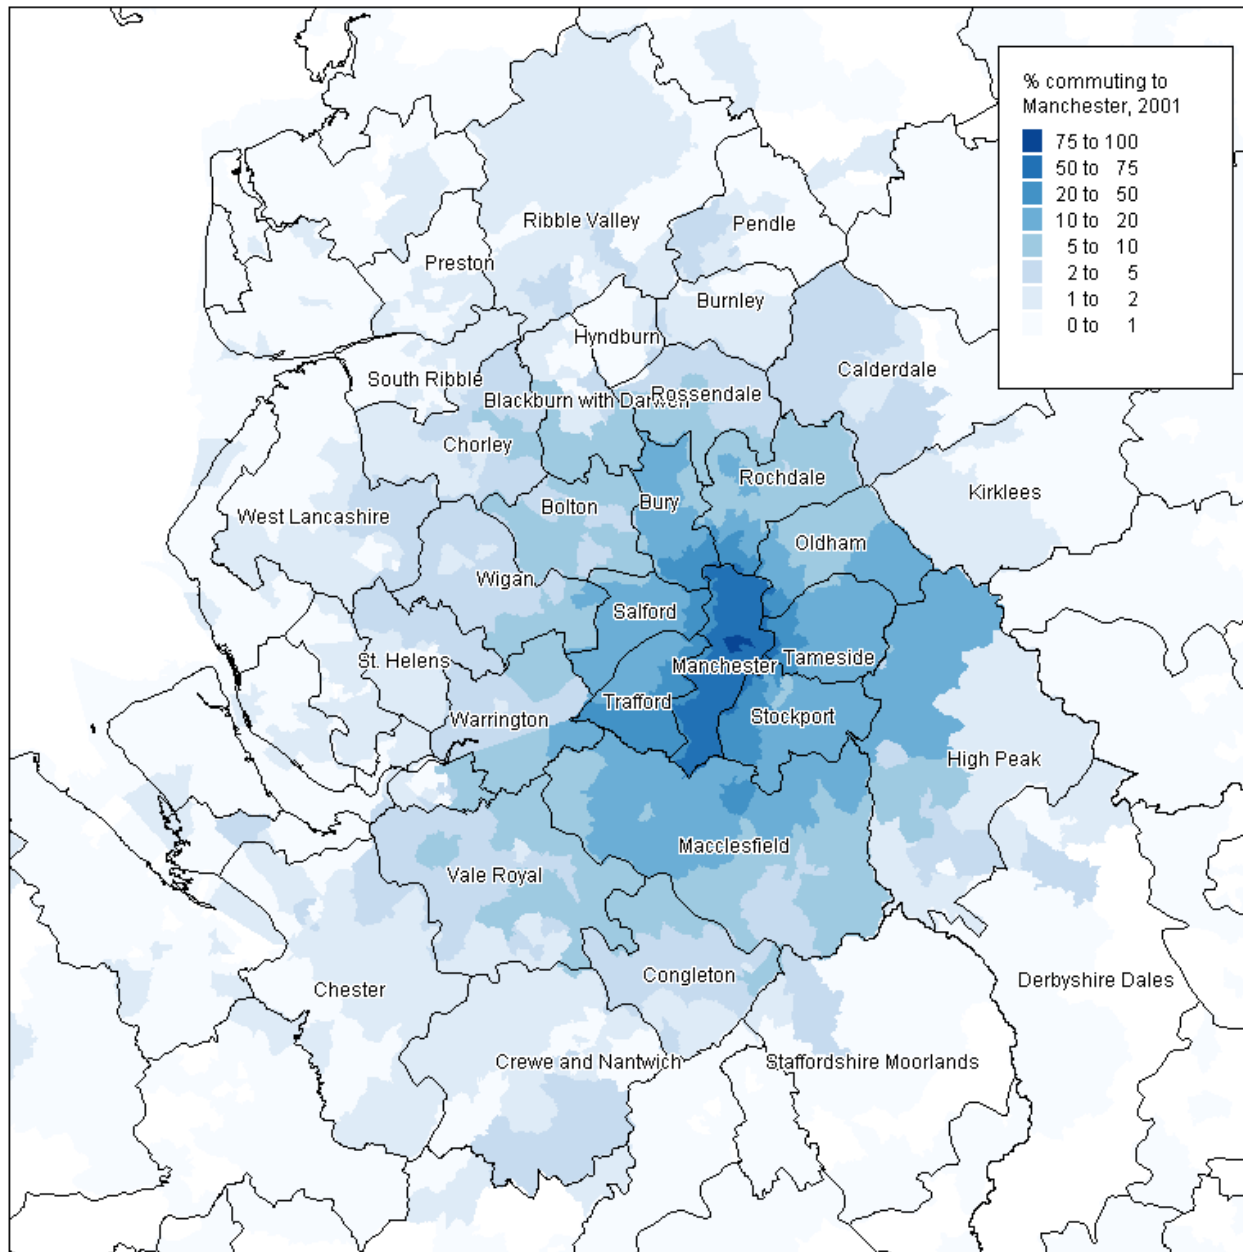 % commuting to
Manchester, 2001
75 to 100
50 to 75
20 to 50
10 to 20
5 to 10
2 to 5
1 to 2
0 to 1
Ribble Valley
Pendle
Preston
Burnley
Hyndburn
Calderdale
South Ribble
Blackburn with Darwen
Rossendale
Chorley
Rochdale
Kirklees
Bolton
Bury
West Lancashire
Oldham
Wigan
Salford
St. Helens
Manchester
Tameside
Trafford
Warrington
Stockport
High Peak
Macclesfield
Vale Royal
Congleton
Derbyshire Dales
Chester
Crewe and Nantwich
Staffordshire Moorlands